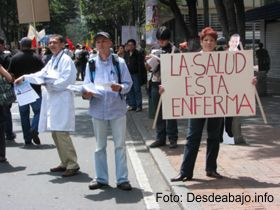 LA SALUD
ESTA
ENFERMA
Foto: Desdeabajo.info